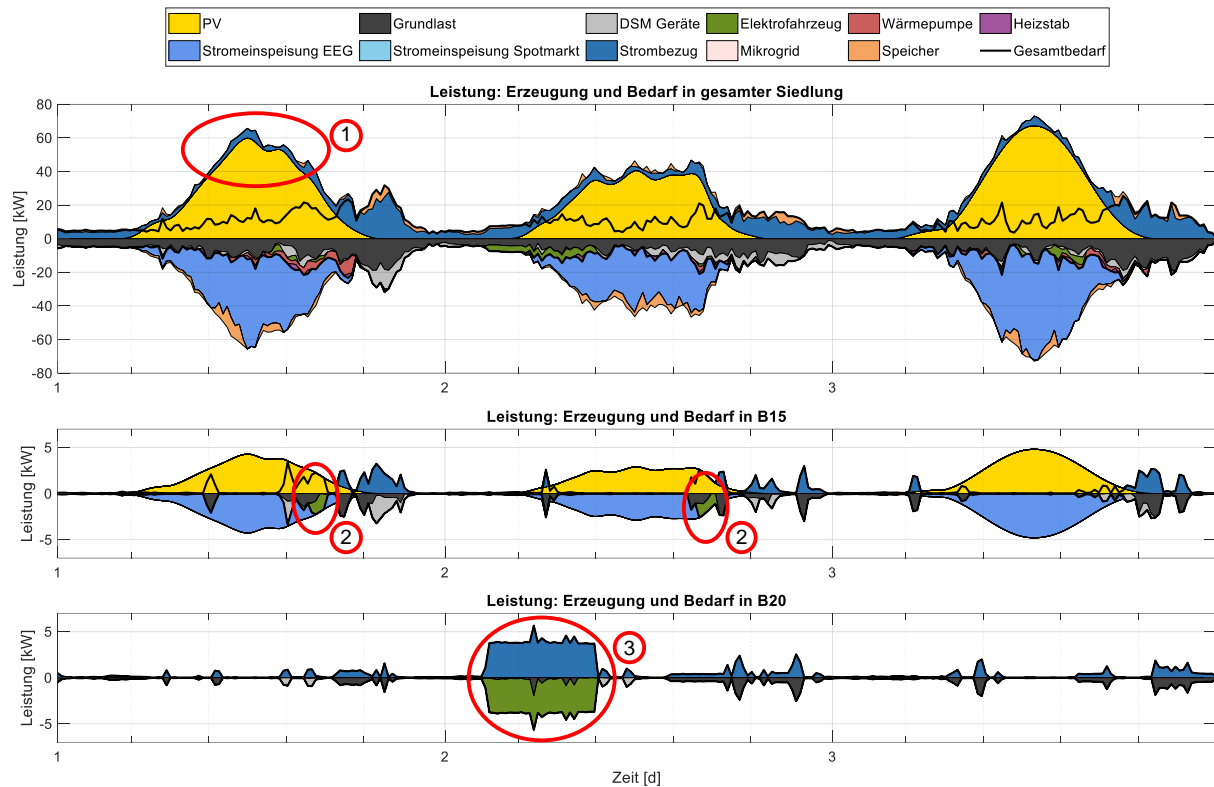 PV Grundlast DSM Geräte Elektrofahrzeug Wärmepumpe Heizstab
Stromeinspeisung EEG Stromeinspeisung Spotmarkt Strombezug Mikrogrid Speicher Gesamtbedarf
Leistung: Erzeugung und Bedarf in gesamter Siedlung
Leistung [kW]
80
60
40
20
0
-20
-40
-60
-80
1
1 2 3
Leistung: Erzeugung und Bedarf in B15
Leistung [kW]
5
0
-5
2
2
1 2 3
Leistung: Erzeugung und Bedarf in B20
Leistung [kW]
5
0
-5
3
1 2 3
Zeit [d]